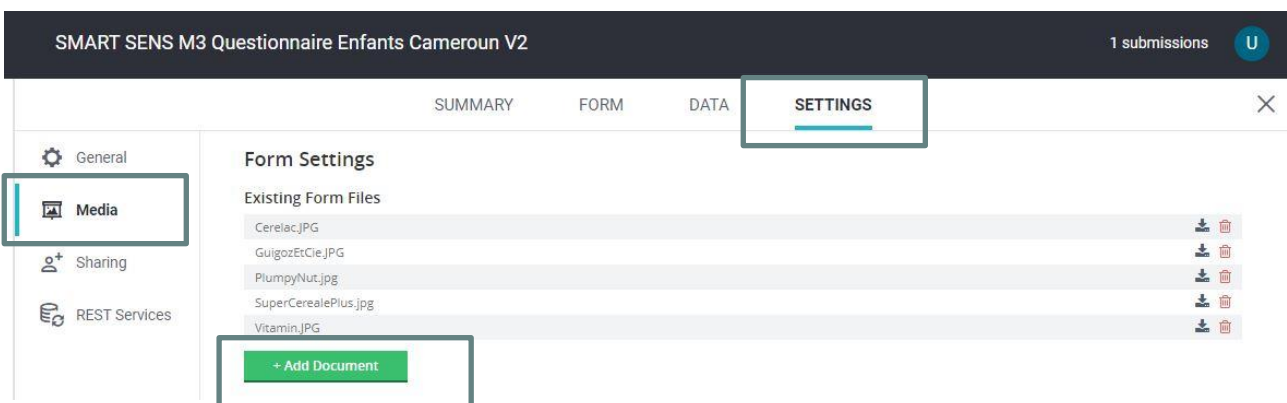 SMART SENS M3 Questionnaire Enfants Cameroun V2 1 submissions U
SUMMARY FORM DATA SETTINGS
General
Media
Sharing
REST Services
Form Settings
Existing Form Files
Cerelac.JPG
GuigozEtCie.JPG
PlumpyNut.jpg
SuperCerealePlus.jpg
Vitamin.JPG
+ Add Document